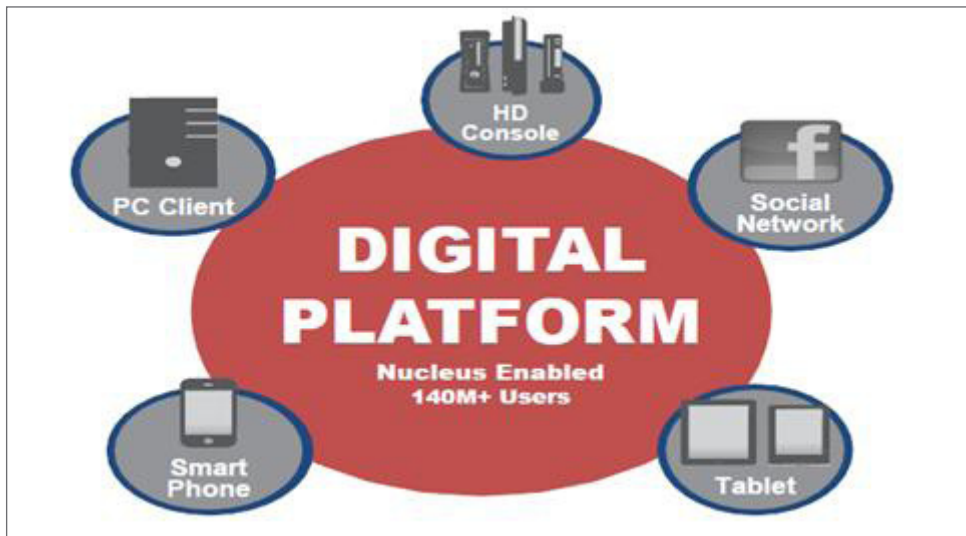 HD
Console
PC Client
f
Social
Network
DIGITAL
PLATFORM
Nucleus Enabled
140M+ Users
Smart
Phone
Tablet